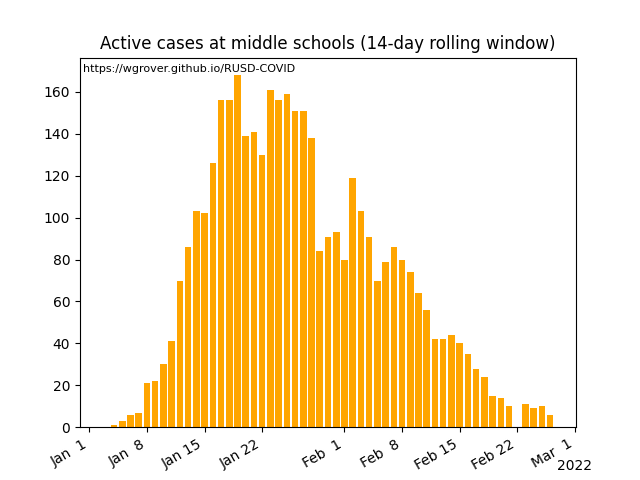 Active cases at middle schools (14-day rolling window)
https://wgrover.github.io/RUSD-COVID
160
140
120
100
80
60
40
20
0
Jan 1
Jan 8
Jan 15
Jan 22
Feb 1
Feb 8
Feb 15
Feb 22
Mar 1
2022